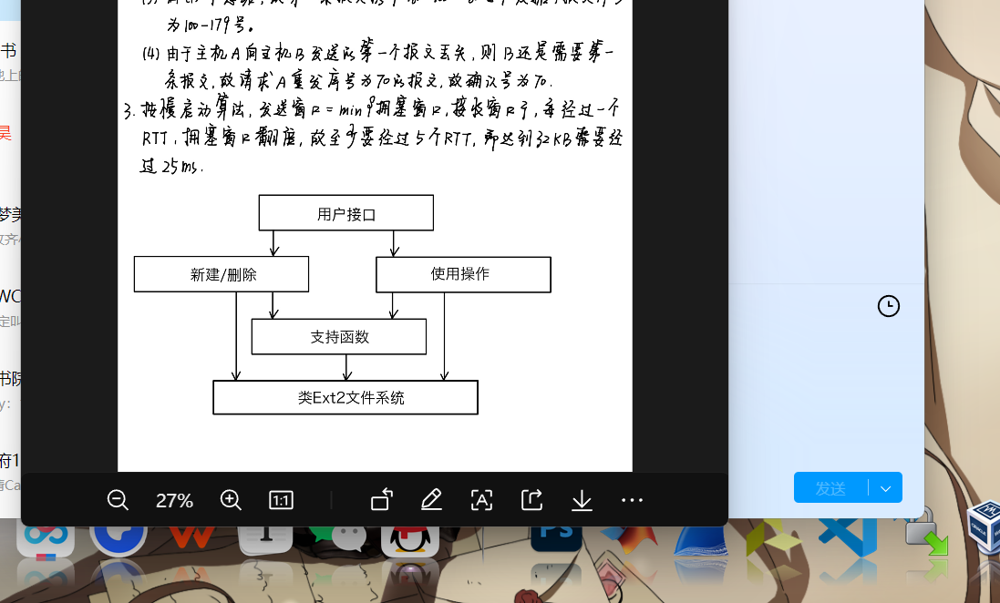 为100-179号。
(4) 由于主机A向主机B发送的第一个报文丢失，则B还是需要第一
条报文，故请求A重发序号为70的报文，故确认号为70.
3. 按慢启动算法，发送窗口=min{拥塞窗口，接收窗口}，每经过一个
RTT，拥塞窗口翻倍，故至少要经过5个RTT，即达到32KB需要经
过25ms.
用户接口
新建/删除
使用操作
支持函数
类Ext2文件系统
27%
1:1
发送
书
昊
梦美
定叫
书院
府1
PS